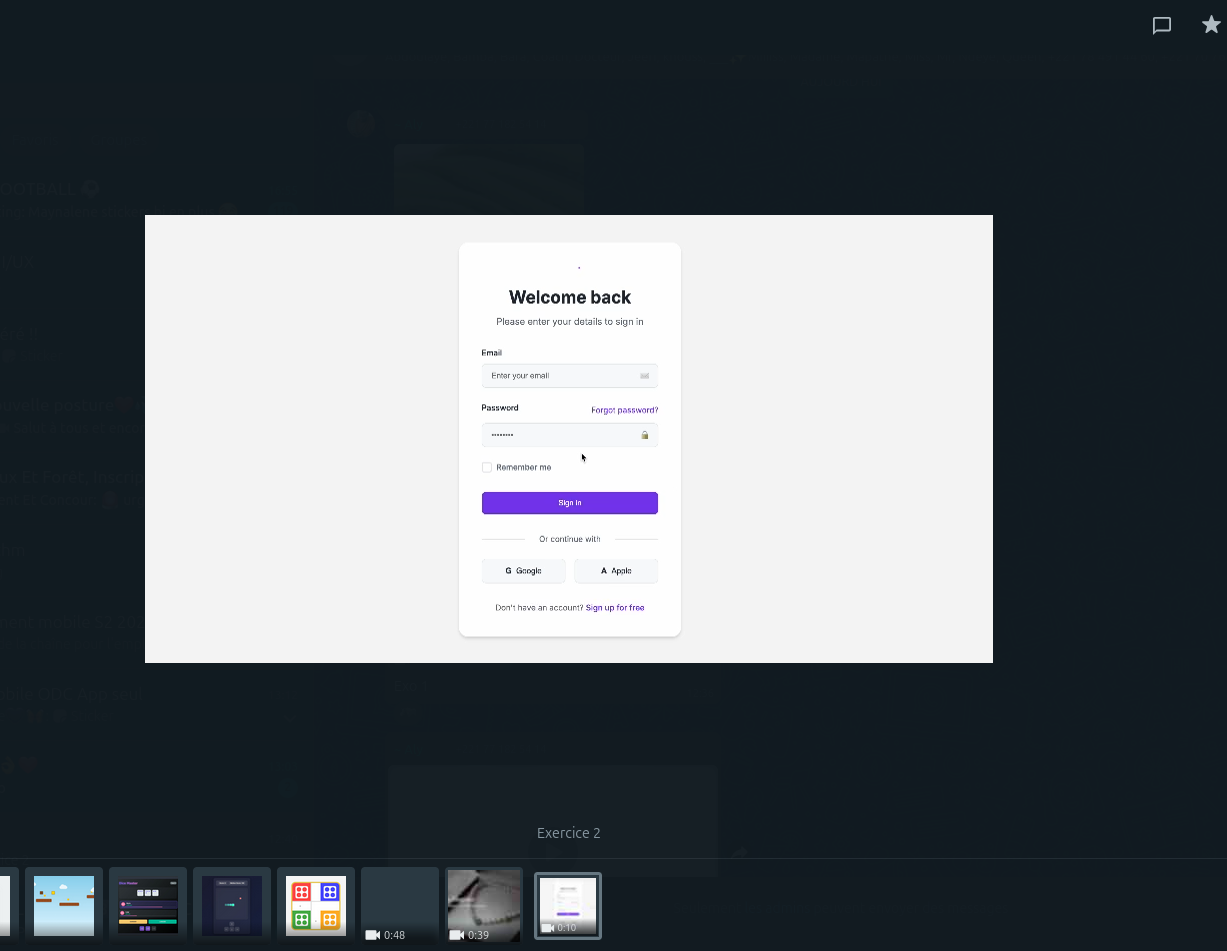 Welcome back
Please enter your details to sign in
Email
Enter your email
Password
Forgot password?
Remember me
Sign in
Or continue with
G Google
A Apple
Don't have an account? Sign up for free
Exercice 2
0:48
0:39
0:10